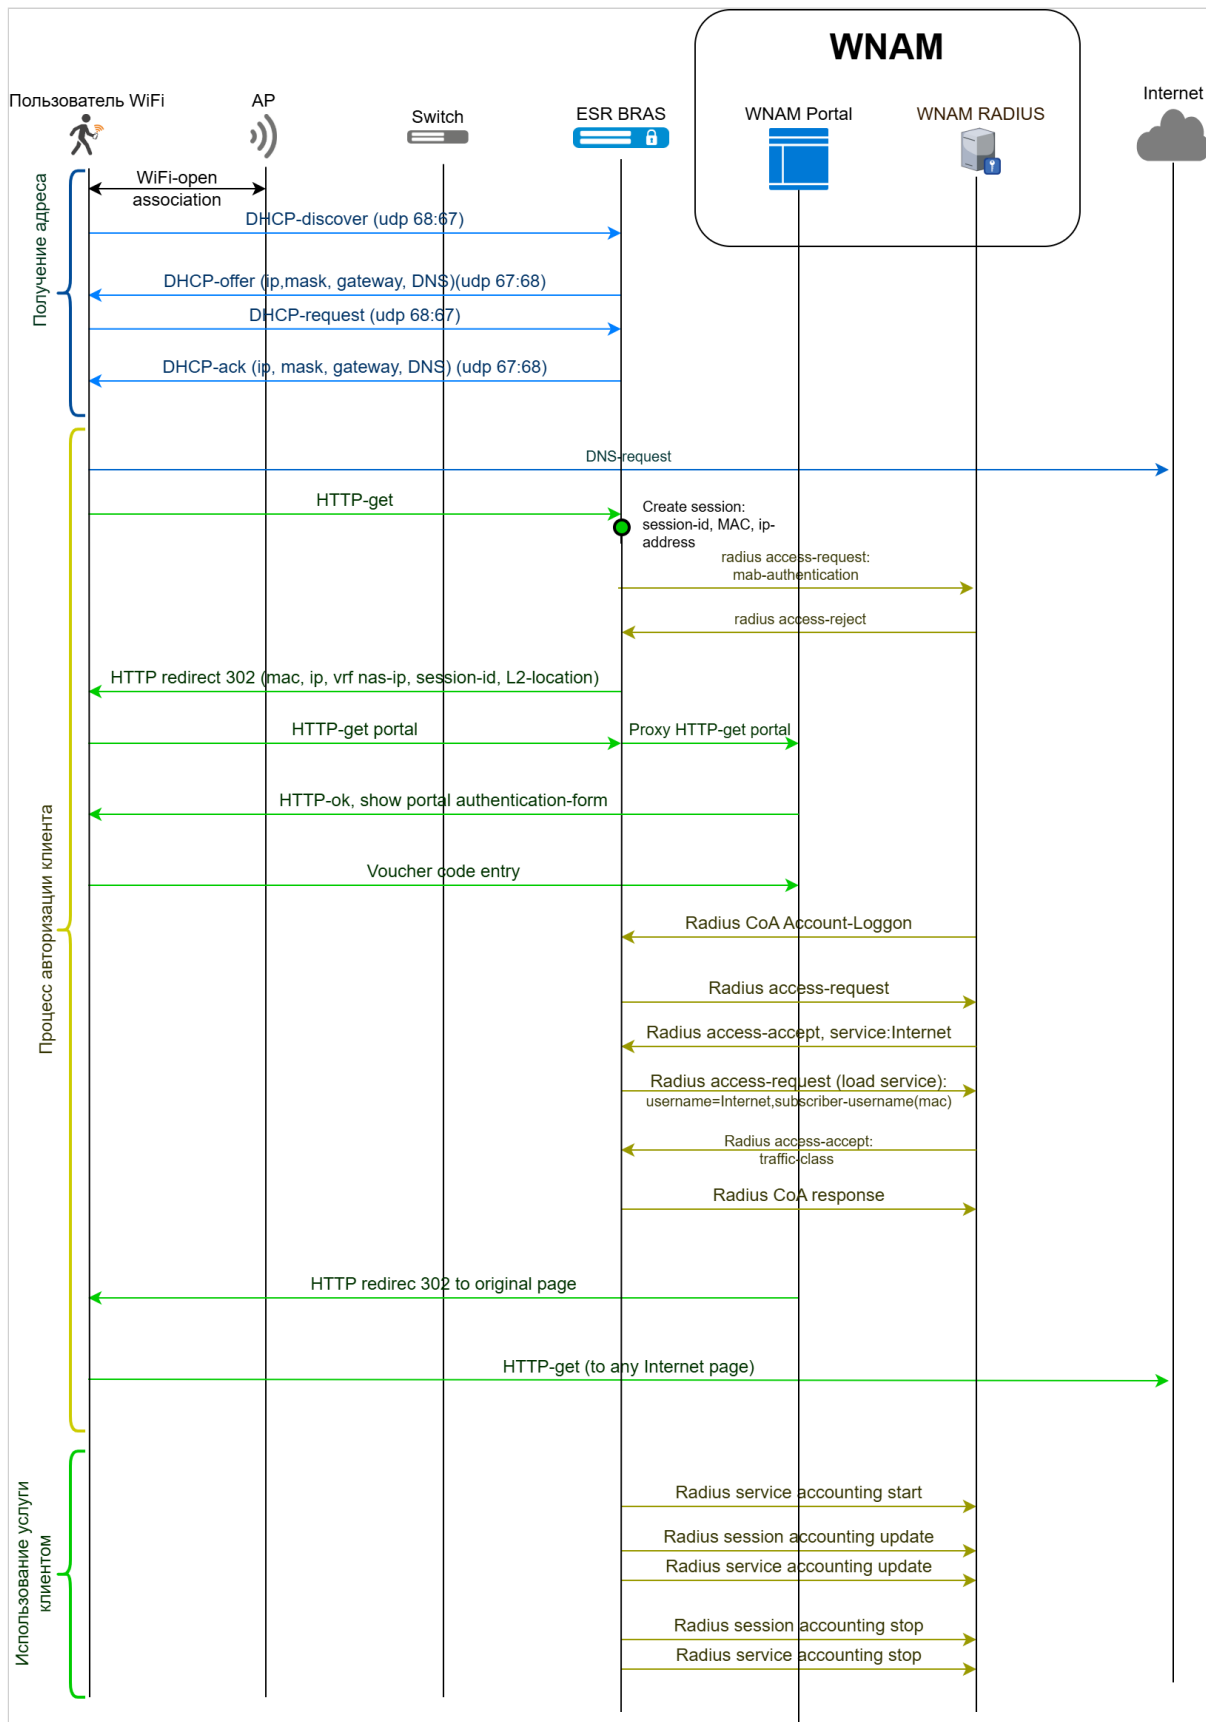 WNAM
Пользователь WiFi
AP
Switch
ESR BRAS
WNAM Portal
WNAM RADIUS
Internet
Получение адреса
WiFi-open
association
DHCP-discover (udp 68:67)
DHCP-offer (ip,mask, gateway, DNS)(udp 67:68)
DHCP-request (udp 68:67)
DHCP-ack (ip, mask, gateway, DNS) (udp 67:68)
Процесс авторизации клиента
DNS-request
HTTP-get
Create session:
session-id, MAC, ip-
address
radius access-request:
mab-authentication
radius access-reject
HTTP redirect 302 (mac, ip, vrf nas-ip, session-id, L2-location)
HTTP-get portal
Proxy HTTP-get portal
HTTP-ok, show portal authentication-form
Voucher code entry
Radius CoA Account-Loggon
Radius access-request
Radius access-accept, service:Internet
Radius access-request (load service):
username=Internet,subscriber-username(mac)
Radius access-accept:
traffic-class
Radius CoA response
HTTP redirec 302 to original page
HTTP-get (to any Internet page)
Использование услуги
клиентом
Radius service accounting start
Radius session accounting update
Radius service accounting update
Radius session accounting stop
Radius service accounting stop